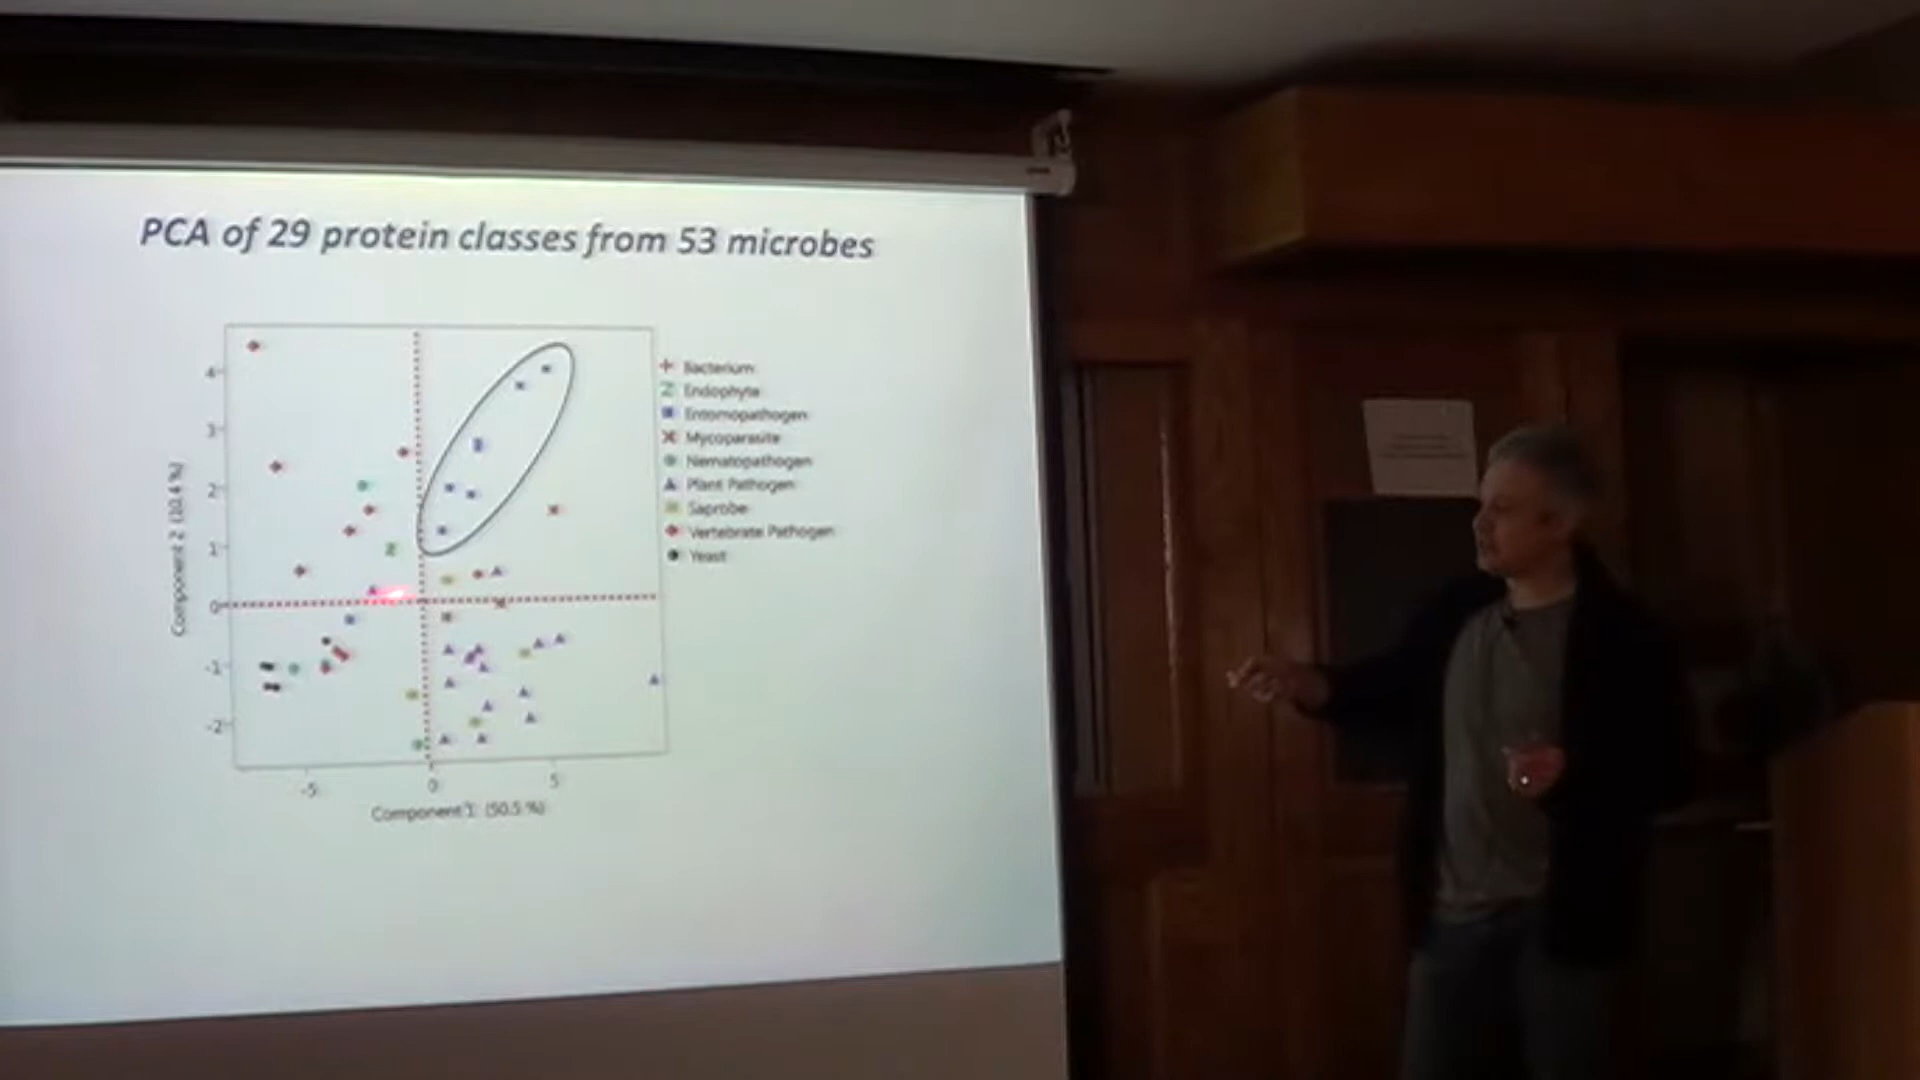 PCA of 29 protein classes from 53 microbes
4
3
2
1
0
-1
-2
Component 2 (10.4 %)
-5
0
5
Component 1 (50.5 %)
Bacterium
Endophyte
Entomopathogen
Mycoparasite
Nematopathogen
Plant Pathogen
Saprobe
Vertebrate Pathogen
Yeast